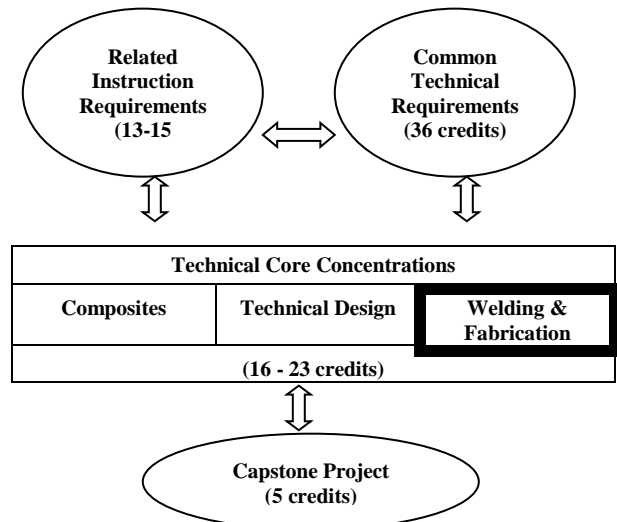 Related
Instruction
Requirements
(13-15
Common
Technical
Requirements
(36 credits)
Technical Core Concentrations
Composites
Technical Design
Welding &
Fabrication
(16 - 23 credits)
Capstone Project
(5 credits)